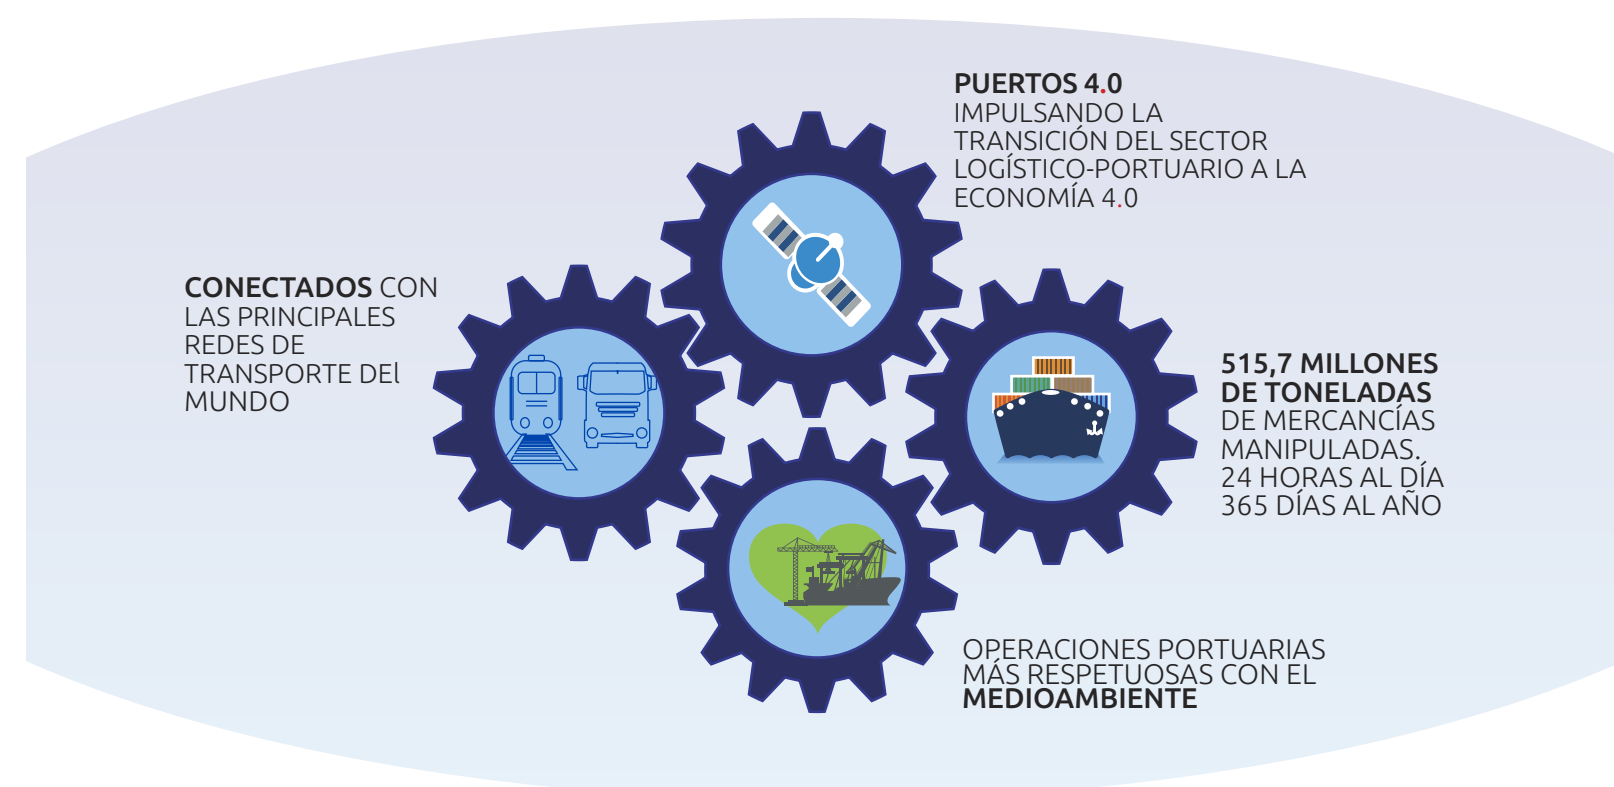 PUERTOS 4.0
IMPULSANDO LA
TRANSICIÓN DEL SECTOR
LOGÍSTICO-PORTUARIO A LA
ECONOMÍA 4.0
CONECTADOS CON
LAS PRINCIPALES
REDES DE
TRANSPORTE DEl
MUNDO
515,7 MILLONES
DE TONELADAS
DE MERCANCÍAS
MANIPULADAS.
24 HORAS AL DÍA
365 DÍAS AL AÑO
OPERACIONES PORTUARIAS
MÁS RESPETUOSAS CON EL
MEDIOAMBIENTE